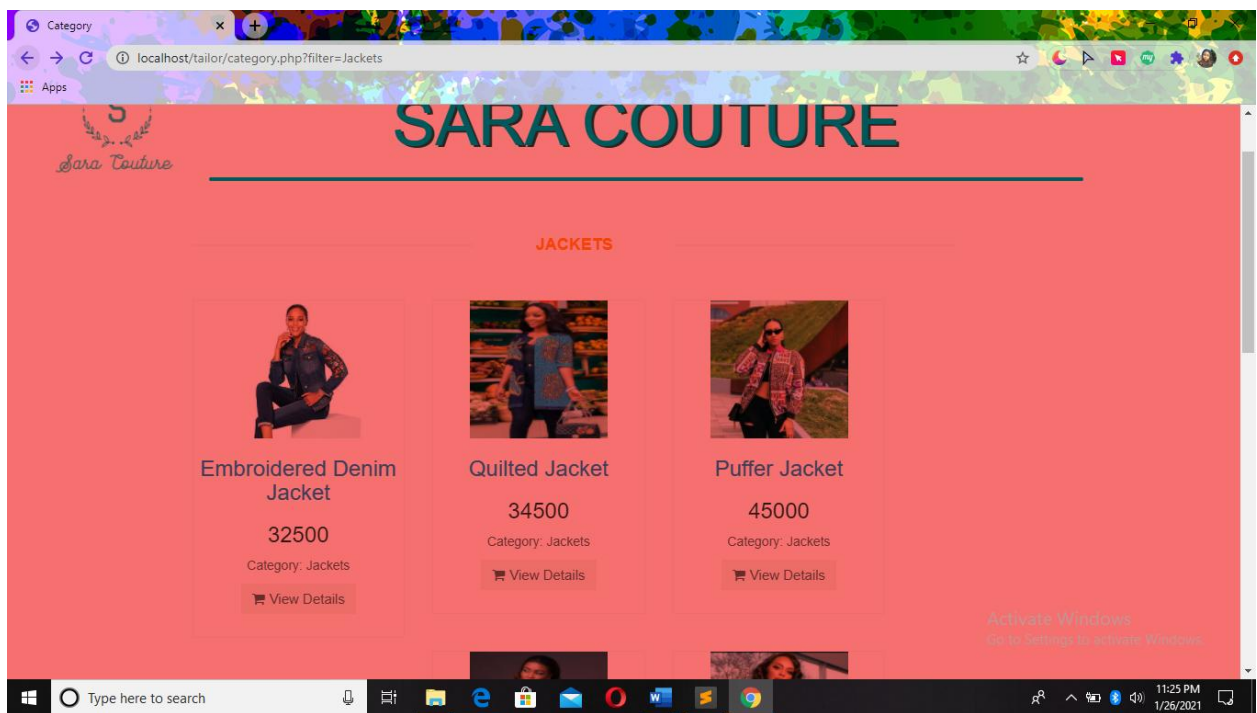 Category
localhost/tailor/category.php?filter=Jackets
Apps
S
Sara Couture
SARA COUTURE
JACKETS
Embroidered Denim
Jacket
32500
Category: Jackets
View Details
Quilted Jacket
34500
Category: Jackets
View Details
Puffer Jacket
45000
Category: Jackets
View Details
Activate Windows
Go to Settings to activate Windows.
Type here to search
11:25 PM
1/26/2021